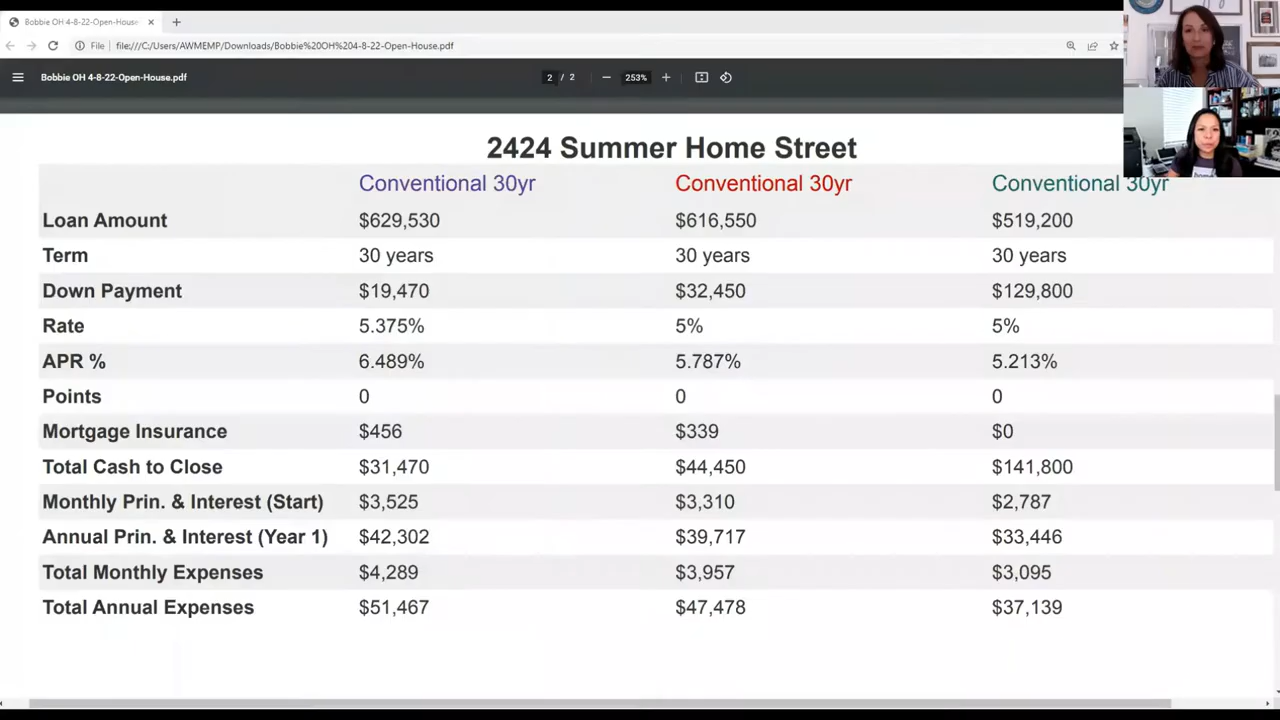 Bobbie OH 4-8-22-Open-House
File file:///C:/Users/AWMEMP/Downloads/Bobbie%20OH%204-8-22-Open-House.pdf
Bobbie OH 4-8-22-Open-House.pdf 2 / 2 253%
2424 Summer Home Street
Conventional 30yr Conventional 30yr Conventional 30yr
Loan Amount $629,530 $616,550 $519,200
Term 30 years 30 years 30 years
Down Payment $19,470 $32,450 $129,800
Rate 5.375% 5% 5%
APR % 6.489% 5.787% 5.213%
Points 0 0 0
Mortgage Insurance $456 $339 $0
Total Cash to Close $31,470 $44,450 $141,800
Monthly Prin. & Interest (Start) $3,525 $3,310 $2,787
Annual Prin. & Interest (Year 1) $42,302 $39,717 $33,446
Total Monthly Expenses $4,289 $3,957 $3,095
Total Annual Expenses $51,467 $47,478 $37,139